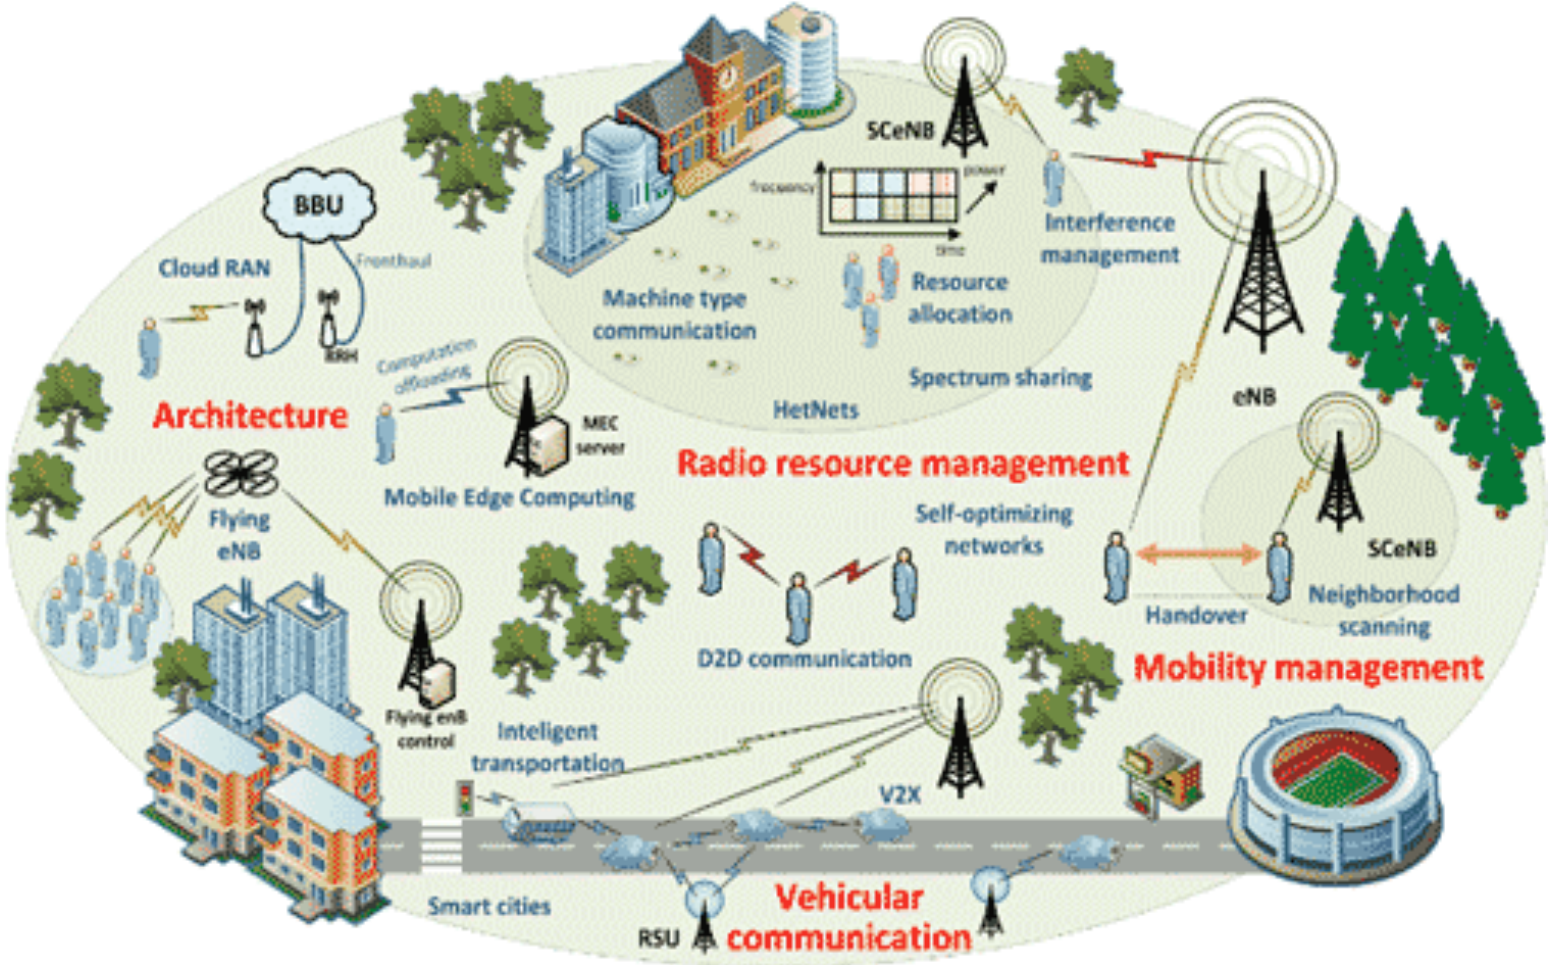 SCeNB
BBU
frecuency
power
time
Cloud RAN
Fronthaul
RRH
Interference
management
Machine type
communication
Resource
allocation
Computation
offloading
Spectrum sharing
HetNets
eNB
Architecture
MEC
server
Radio resource management
Mobile Edge Computing
Flying
eNB
Self-optimizing
networks
SCeNB
Handover
Neighborhood
scanning
D2D communication
Mobility management
Flying enB
control
Inteligent
transportation
V2X
Smart cities
RSU
Vehicular
communication